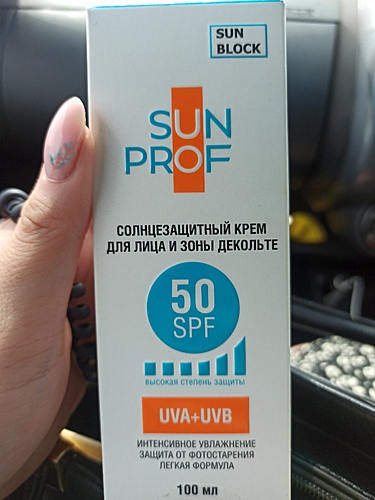 SUN
BLOCK
SUN
PROF
СОЛНЦЕЗАЩИТНЫЙ КРЕМ
ДЛЯ ЛИЦА И ЗОНЫ ДЕКОЛЬТЕ
50
SPF
высокая степень защиты
UVA+UVB
ИНТЕНСИВНОЕ УВЛАЖНЕНИЕ
ЗАЩИТА ОТ ФОТОСТАРЕНИЯ
ЛЕГКАЯ ФОРМУЛА
100 мл